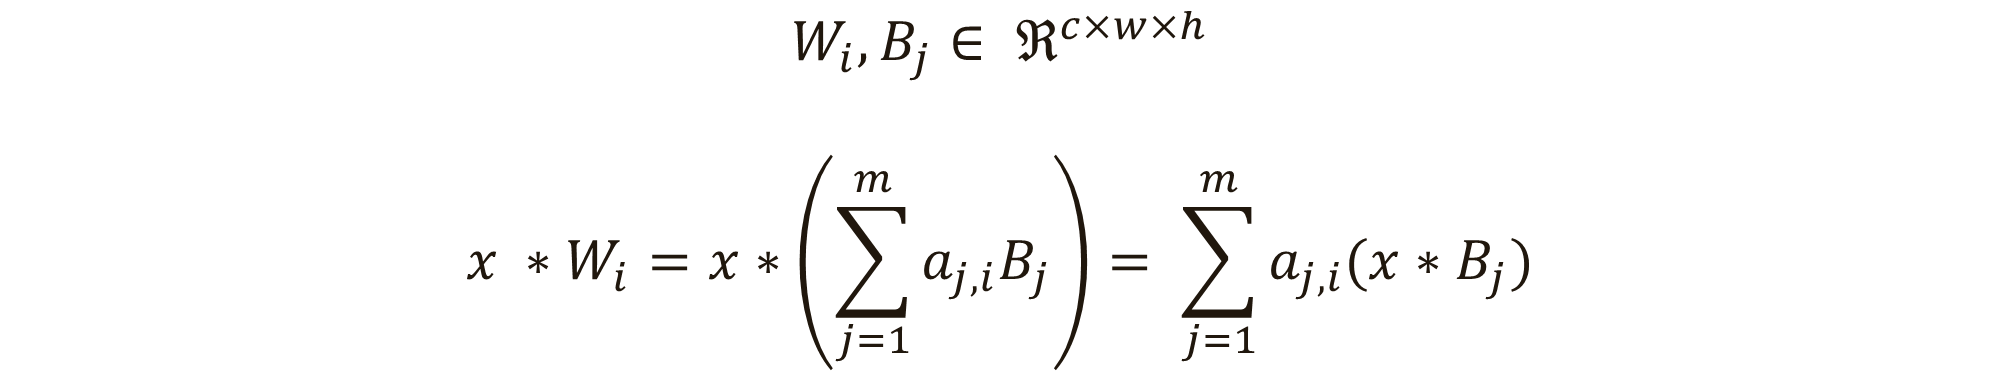 W_i, B_j ∈ ℜ^{c×w×h}
x * W_i = x * (∑_{j=1}^{m} a_{j,i} B_j) = ∑_{j=1}^{m} a_{j,i}(x * B_j)